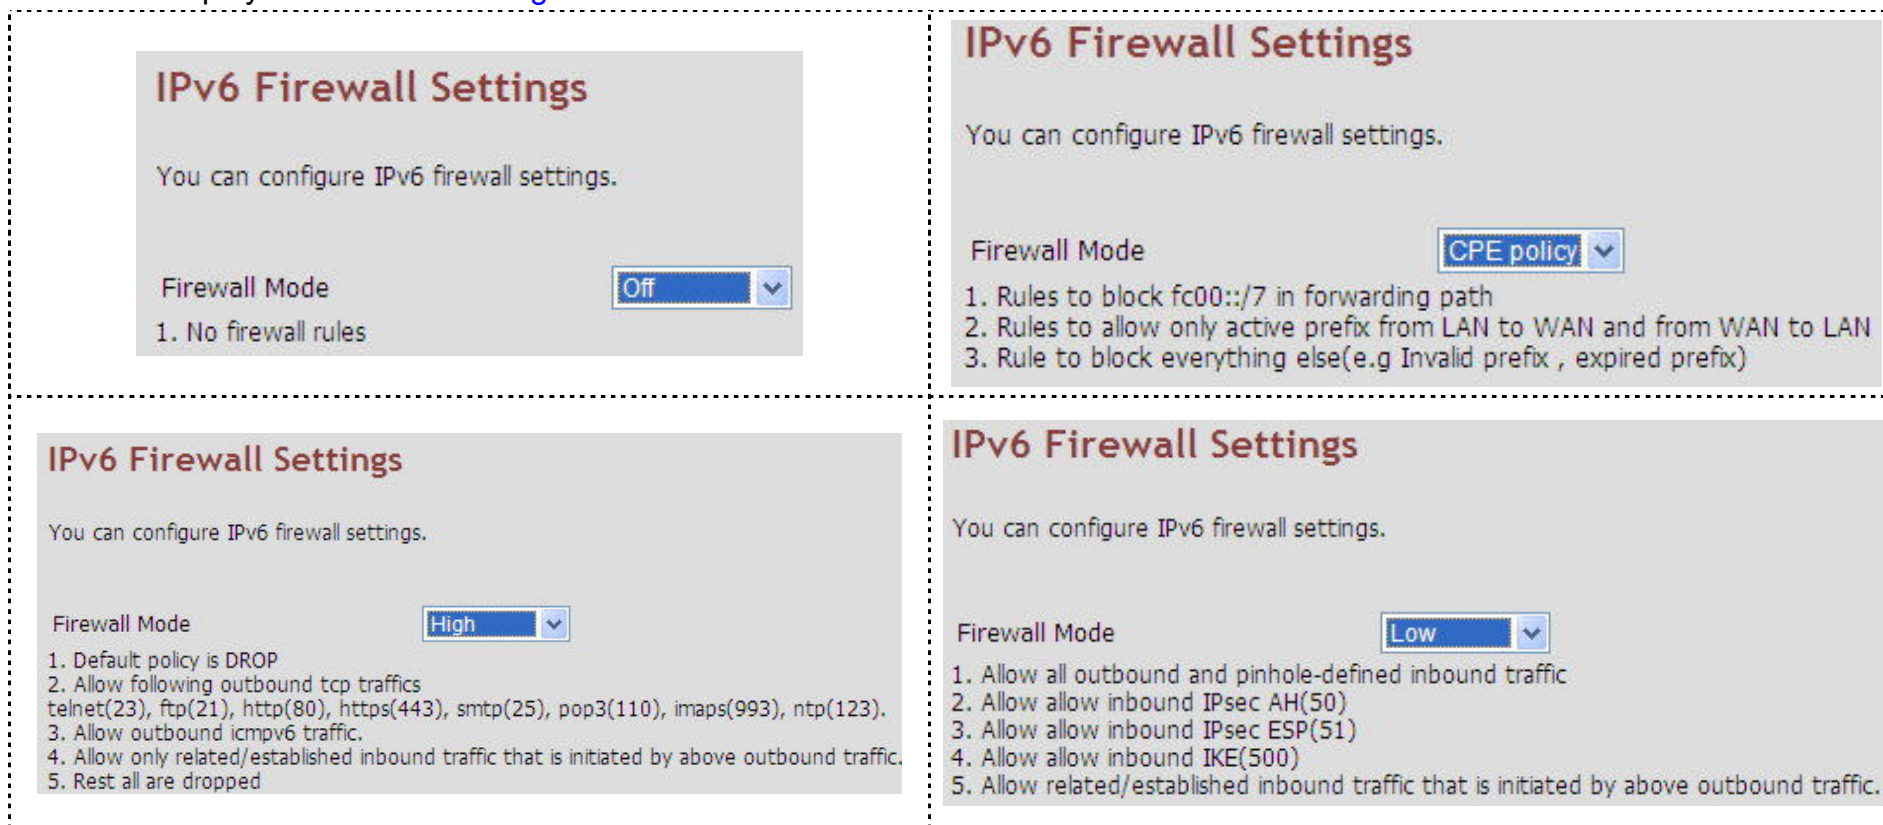 IPv6 Firewall Settings
You can configure IPv6 firewall settings.
Firewall Mode Off
1. No firewall rules
IPv6 Firewall Settings
You can configure IPv6 firewall settings.
Firewall Mode CPE policy
1. Rules to block fc00::/7 in forwarding path
2. Rules to allow only active prefix from LAN to WAN and from WAN to LAN
3. Rule to block everything else(e.g Invalid prefix , expired prefix)
IPv6 Firewall Settings
You can configure IPv6 firewall settings.
Firewall Mode High
1. Default policy is DROP
2. Allow following outbound tcp traffics
telnet(23), ftp(21), http(80), https(443), smtp(25), pop3(110), imaps(993), ntp(123).
3. Allow outbound icmpv6 traffic.
4. Allow only related/established inbound traffic that is initiated by above outbound traffic.
5. Rest all are dropped
IPv6 Firewall Settings
You can configure IPv6 firewall settings.
Firewall Mode Low
1. Allow all outbound and pinhole-defined inbound traffic
2. Allow allow inbound IPsec AH(50)
3. Allow allow inbound IPsec ESP(51)
4. Allow allow inbound IKE(500)
5. Allow related/established inbound traffic that is initiated by above outbound traffic.